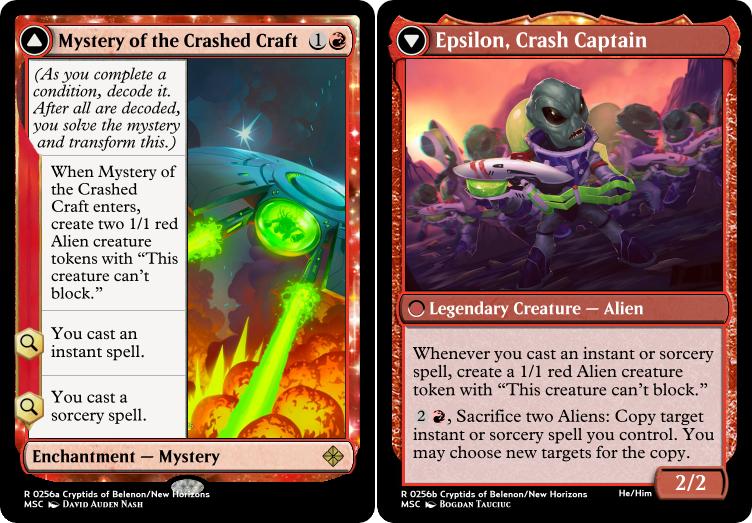 Mystery of the Crashed Craft 1
(As you complete a
condition, decode it.
After all are decoded,
you solve the mystery
and transform this.)
When Mystery of
the Crashed
Craft enters,
create two 1/1 red
Alien creature
tokens with “This
creature can’t
block.”
You cast an
instant spell.
You cast a
sorcery spell.
Enchantment — Mystery
R 0256a Cryptids of Belenon/New Horizons
MSC DAVID AUDEN NASH
Epsilon, Crash Captain
Legendary Creature — Alien
Whenever you cast an instant or sorcery
spell, create a 1/1 red Alien creature
token with “This creature can’t block.”
2 , Sacrifice two Aliens: Copy target
instant or sorcery spell you control. You
may choose new targets for the copy.
2/2
R 0256b Cryptids of Belenon/New Horizons He/Him
MSC BOGDAN TAUCIUC